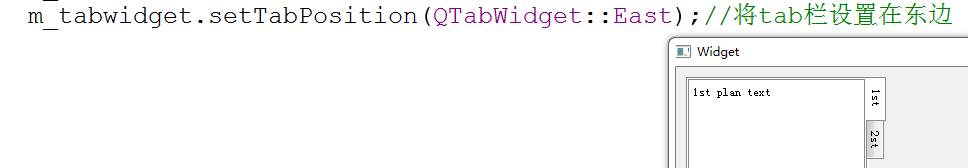 m_tabwidget.setTabPosition(QTabWidget::East);//将tab栏设置在东边
Widget
1st plan text
1st
2st